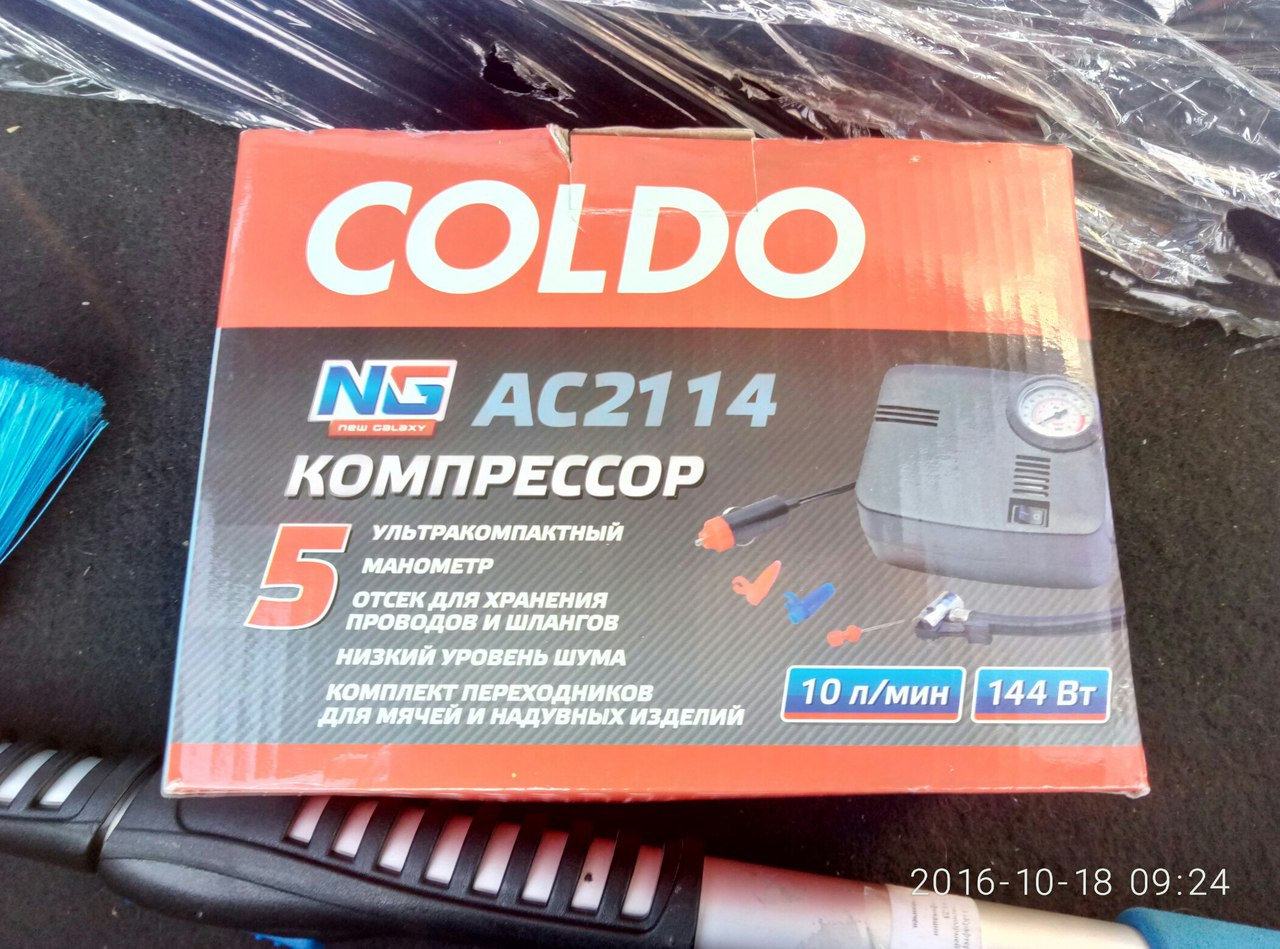 COLDO
NG
NEW GALAXY
AC2114
КОМПРЕССОР
5
УЛЬТРАКОМПАКТНЫЙ
МАНОМЕТР
ОТСЕК ДЛЯ ХРАНЕНИЯ
ПРОВОДОВ И ШЛАНГОВ
НИЗКИЙ УРОВЕНЬ ШУМА
КОМПЛЕКТ ПЕРЕХОДНИКОВ
ДЛЯ МЯЧЕЙ И НАДУВНЫХ ИЗДЕЛИЙ
10 л/мин
144 Вт
2016-10-18 09:24